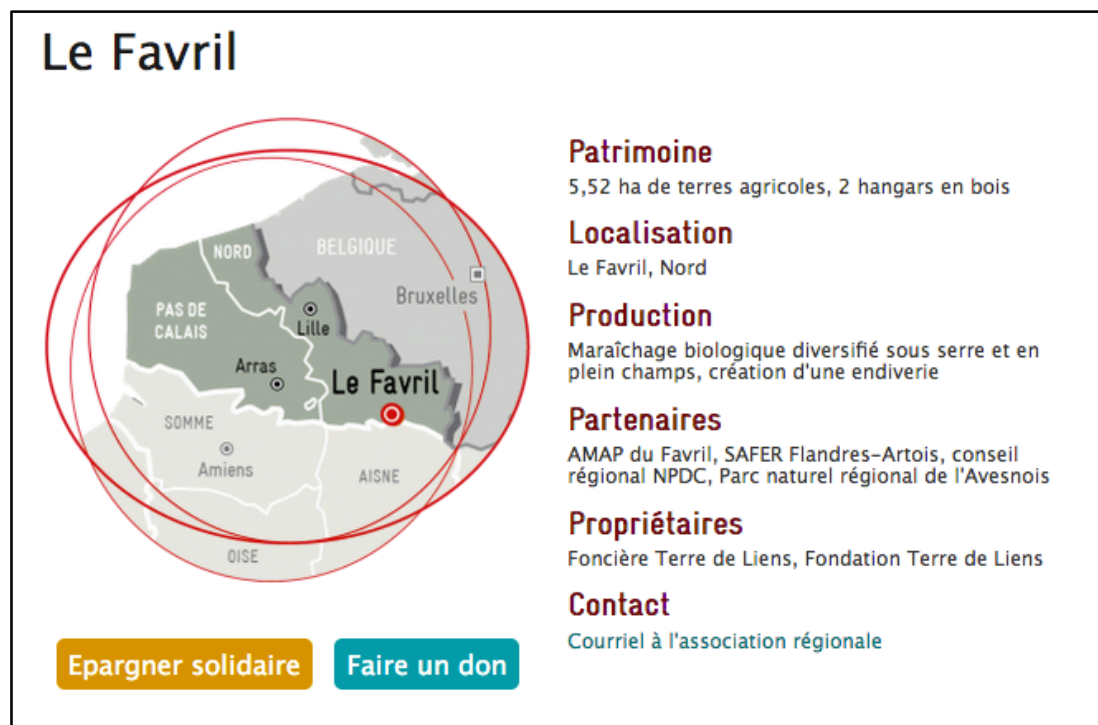 Le Favril
NORD
BELGIQUE
Bruxelles
PAS DE
CALAIS
Lille
Arras
Le Favril
SOMME
Amiens
AISNE
OISE
Epargner solidaire
Faire un don
Patrimoine
5,52 ha de terres agricoles, 2 hangars en bois
Localisation
Le Favril, Nord
Production
Maraîchage biologique diversifié sous serre et en
plein champs, création d'une endiverie
Partenaires
AMAP du Favril, SAFER Flandres-Artois, conseil
régional NPDC, Parc naturel régional de l'Avesnois
Propriétaires
Foncière Terre de Liens, Fondation Terre de Liens
Contact
Courriel à l'association régionale